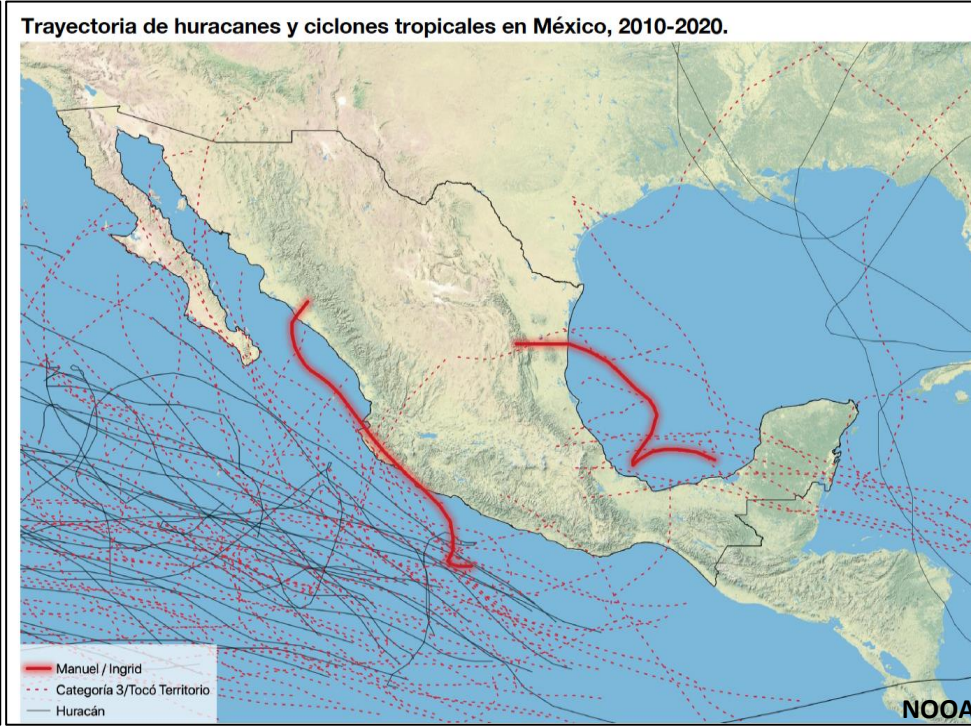 Trayectoria de huracanes y ciclones tropicales en México, 2010-2020.
Manuel / Ingrid
Categoría 3/Tocó Territorio
Huracán
NOOA